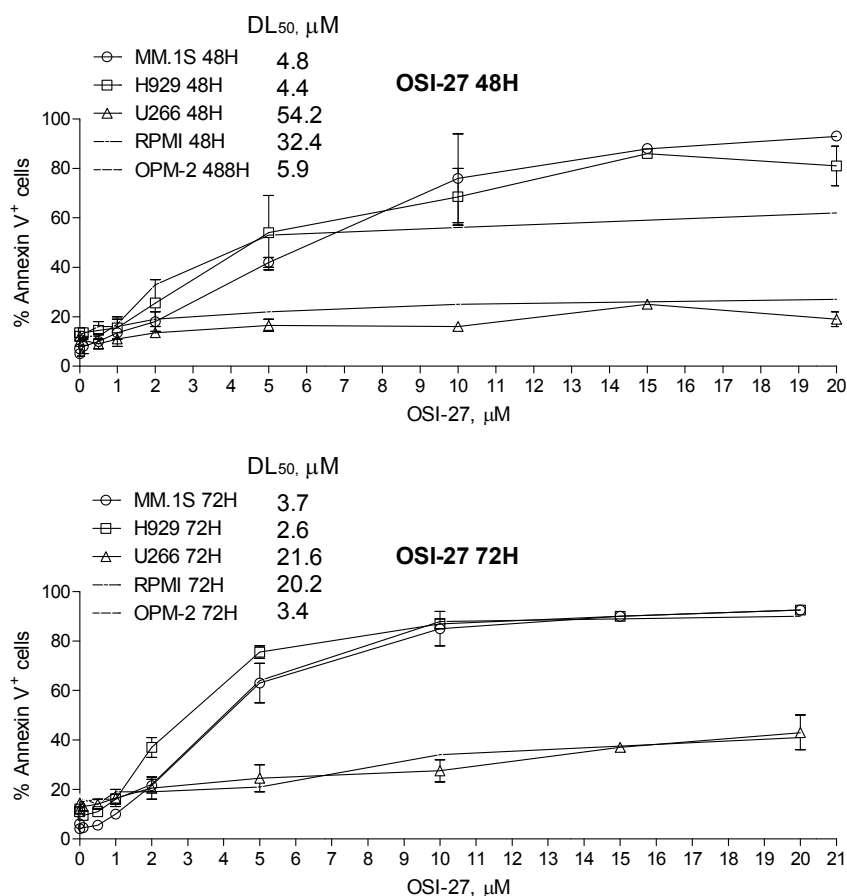 DL50, μM
MM.1S 48H 4.8
H929 48H 4.4
U266 48H 54.2
RPMI 48H 32.4
OPM-2 488H 5.9
OSI-27 48H
% Annexin V+ cells
100
80
60
40
20
0
0 1 2 3 4 5 6 7 8 9 10 11 12 13 14 15 16 17 18 19 20
OSI-27, μM
DL50, μM
MM.1S 72H 3.7
H929 72H 2.6
U266 72H 21.6
RPMI 72H 20.2
OPM-2 72H 3.4
OSI-27 72H
% Annexin V+ cells
100
80
60
40
20
0
0 1 2 3 4 5 6 7 8 9 10 11 12 13 14 15 16 17 18 19 20 21
OSI-27, μM